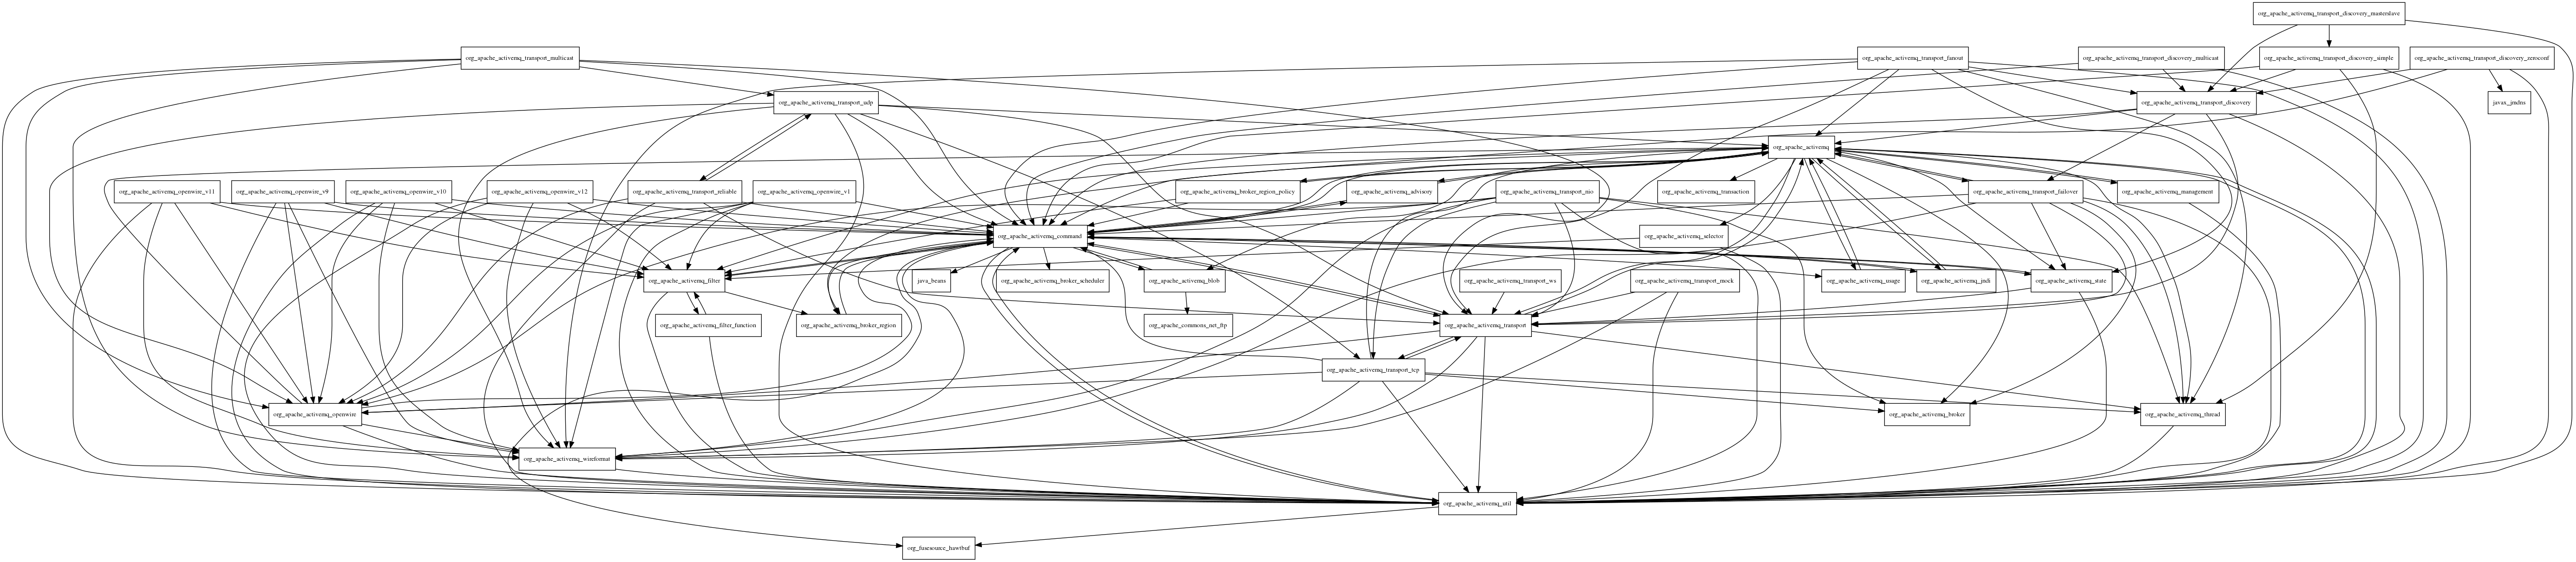 org_apache_activemq_transport_discovery_masterslave
org_apache_activemq_transport_multicast
org_apache_activemq_transport_fanout
org_apache_activemq_transport_discovery_multicast
org_apache_activemq_transport_discovery_simple
org_apache_activemq_transport_discovery_zeroconf
org_apache_activemq_transport_udp
org_apache_activemq_transport_discovery
javax_jmdns
org_apache_activemq
org_apache_activemq_openwire_v11
org_apache_activemq_openwire_v9
org_apache_activemq_openwire_v10
org_apache_activemq_openwire_v12
org_apache_activemq_transport_reliable
org_apache_activemq_openwire_v1
org_apache_activemq_broker_region_policy
org_apache_activemq_advisory
org_apache_activemq_transport_nio
org_apache_activemq_transaction
org_apache_activemq_transport_failover
org_apache_activemq_management
org_apache_activemq_command
org_apache_activemq_selector
org_apache_activemq_filter
java_beans
org_apache_activemq_broker_scheduler
org_apache_activemq_blob
org_apache_activemq_transport_ws
org_apache_activemq_transport_mock
org_apache_activemq_usage
org_apache_activemq_jndi
org_apache_activemq_state
org_apache_activemq_filter_function
org_apache_activemq_broker_region
org_apache_commons_net_ftp
org_apache_activemq_transport
org_apache_activemq_transport_tcp
org_apache_activemq_openwire
org_apache_activemq_broker
org_apache_activemq_thread
org_apache_activemq_wireformat
org_apache_activemq_util
org_fusesource_hawtbuf